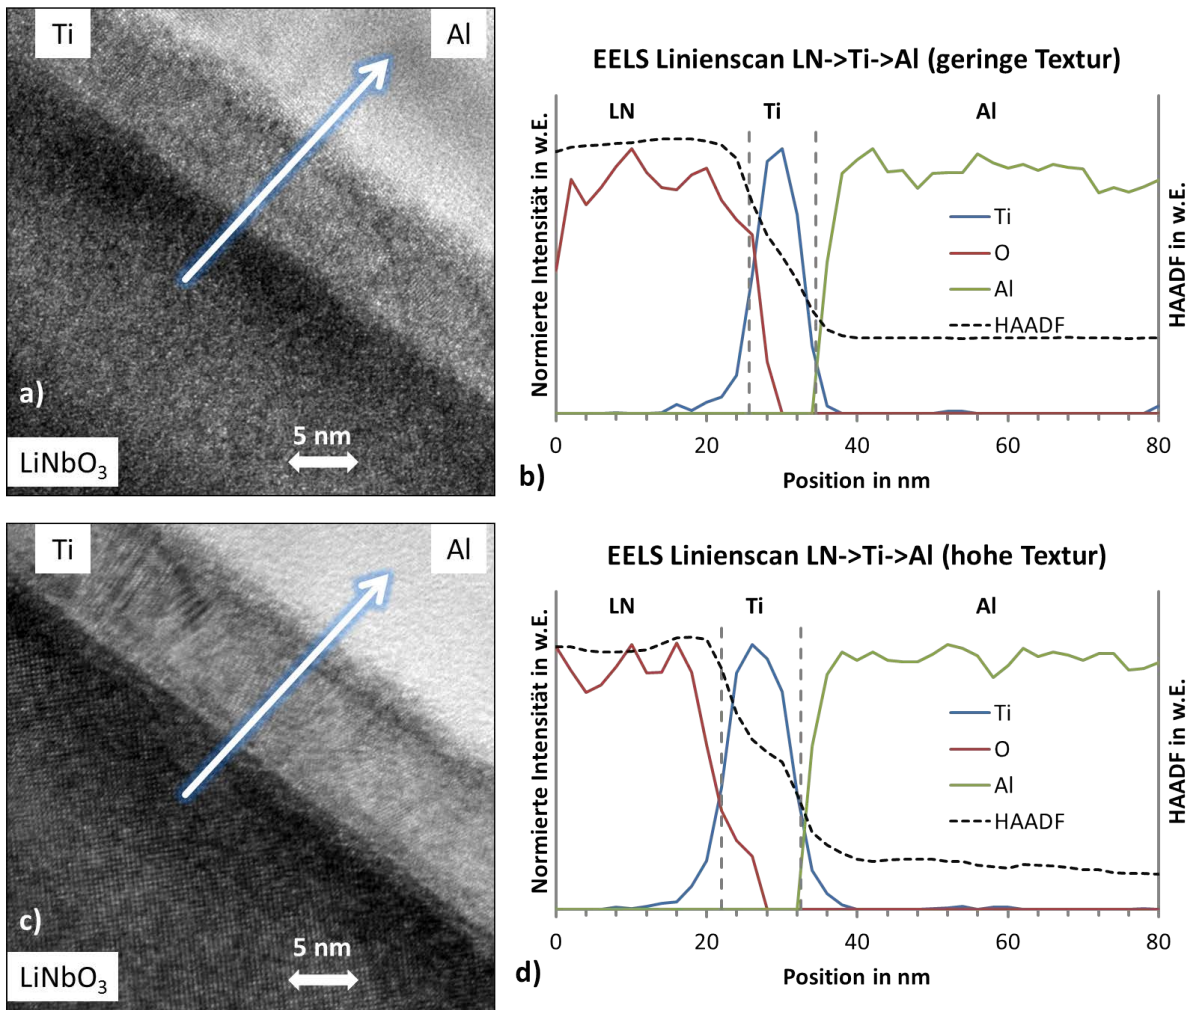 Ti
Al
a)
5 nm
LiNbO₃
EELS Linienscan LN->Ti->Al (geringe Textur)
LN
Ti
Al
Normierte Intensität in w.E.
HAADF in w.E.
Ti
O
Al
HAADF
0
20
40
60
80
b)
Position in nm
Ti
Al
c)
5 nm
LiNbO₃
EELS Linienscan LN->Ti->Al (hohe Textur)
LN
Ti
Al
Normierte Intensität in w.E.
HAADF in w.E.
Ti
O
Al
HAADF
0
20
40
60
80
d)
Position in nm